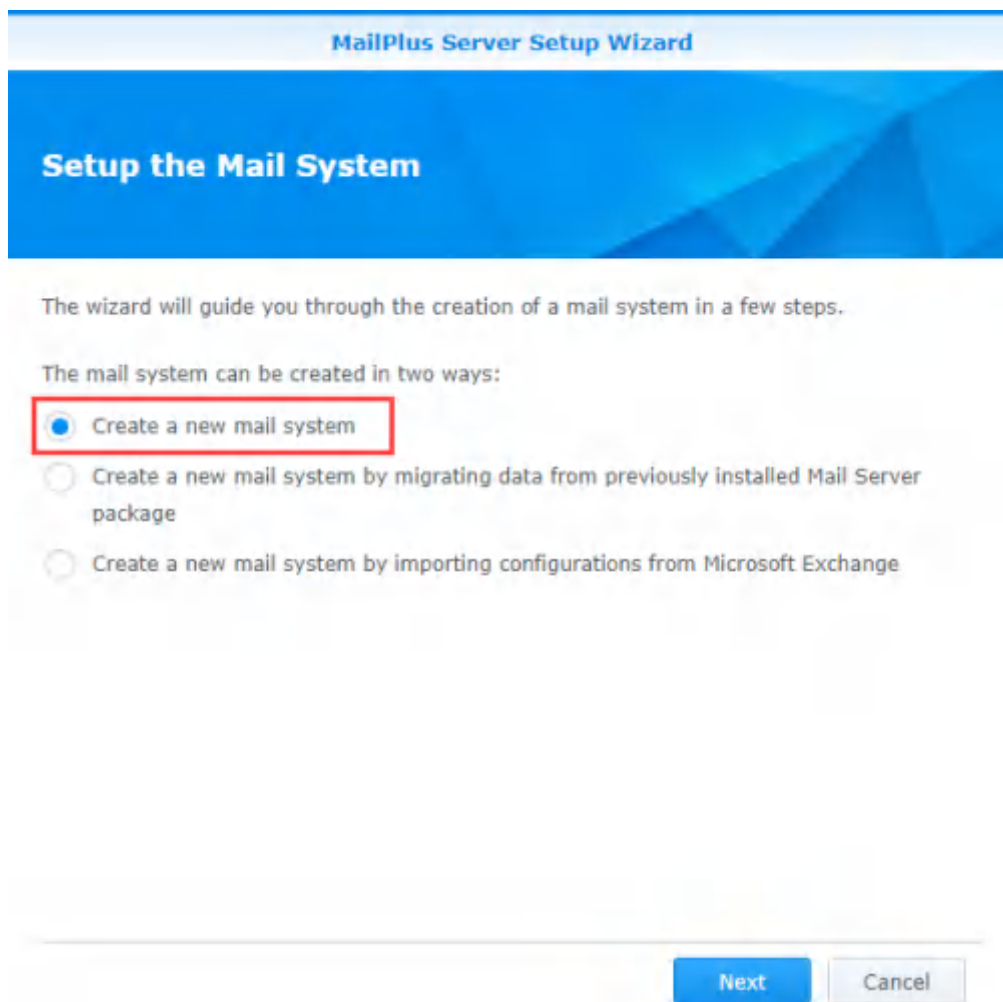 MailPlus Server Setup Wizard
Setup the Mail System
The wizard will guide you through the creation of a mail system in a few steps.
The mail system can be created in two ways:
Create a new mail system
Create a new mail system by migrating data from previously installed Mail Server
package
Create a new mail system by importing configurations from Microsoft Exchange
Next Cancel